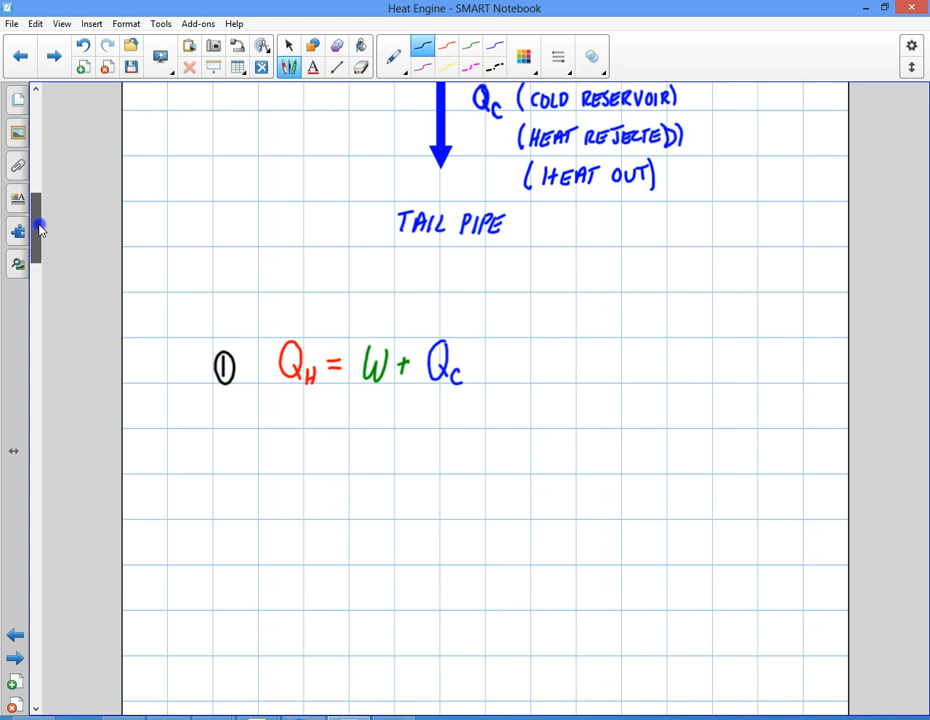 Heat Engine - SMART Notebook
File Edit View Insert Format Tools Add-ons Help
Qc (COLD RESERVOIR)
(HEAT REJECTED)
(HEAT OUT)
TAIL PIPE
① QH = W + Qc